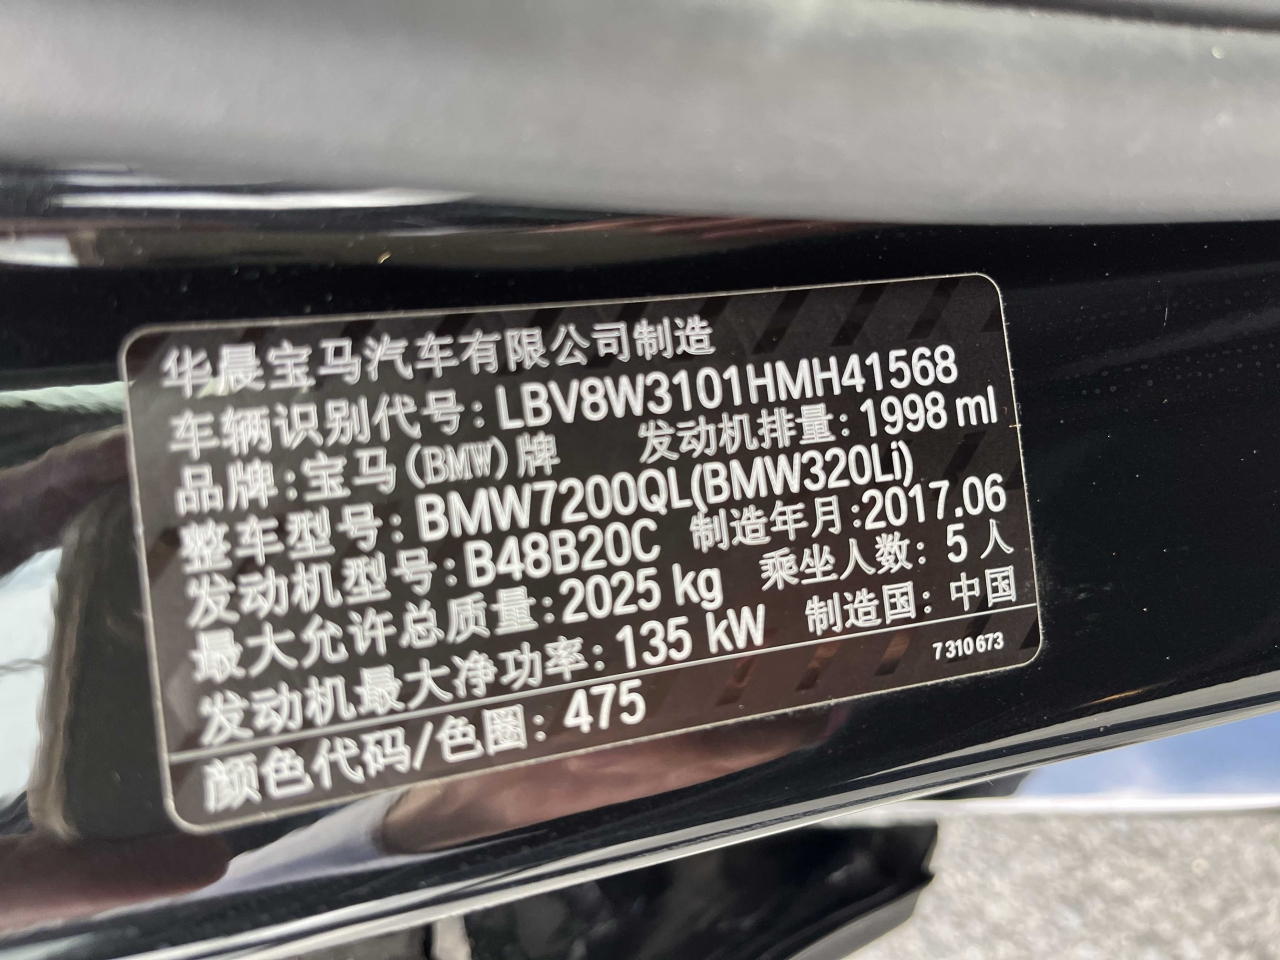 华晨宝马汽车有限公司制造
车辆识别代号: LBV8W3101HMH41568
品牌: 宝马(BMW)牌 发动机排量: 1998 ml
整车型号: BMW7200QL(BMW320Li)
发动机型号: B48B20C 制造年月:2017.06
最大允许总质量:2025 kg 乘坐人数: 5 人
发动机最大净功率: 135 kW 制造国: 中国
7310673
颜色代码/色圈: 475